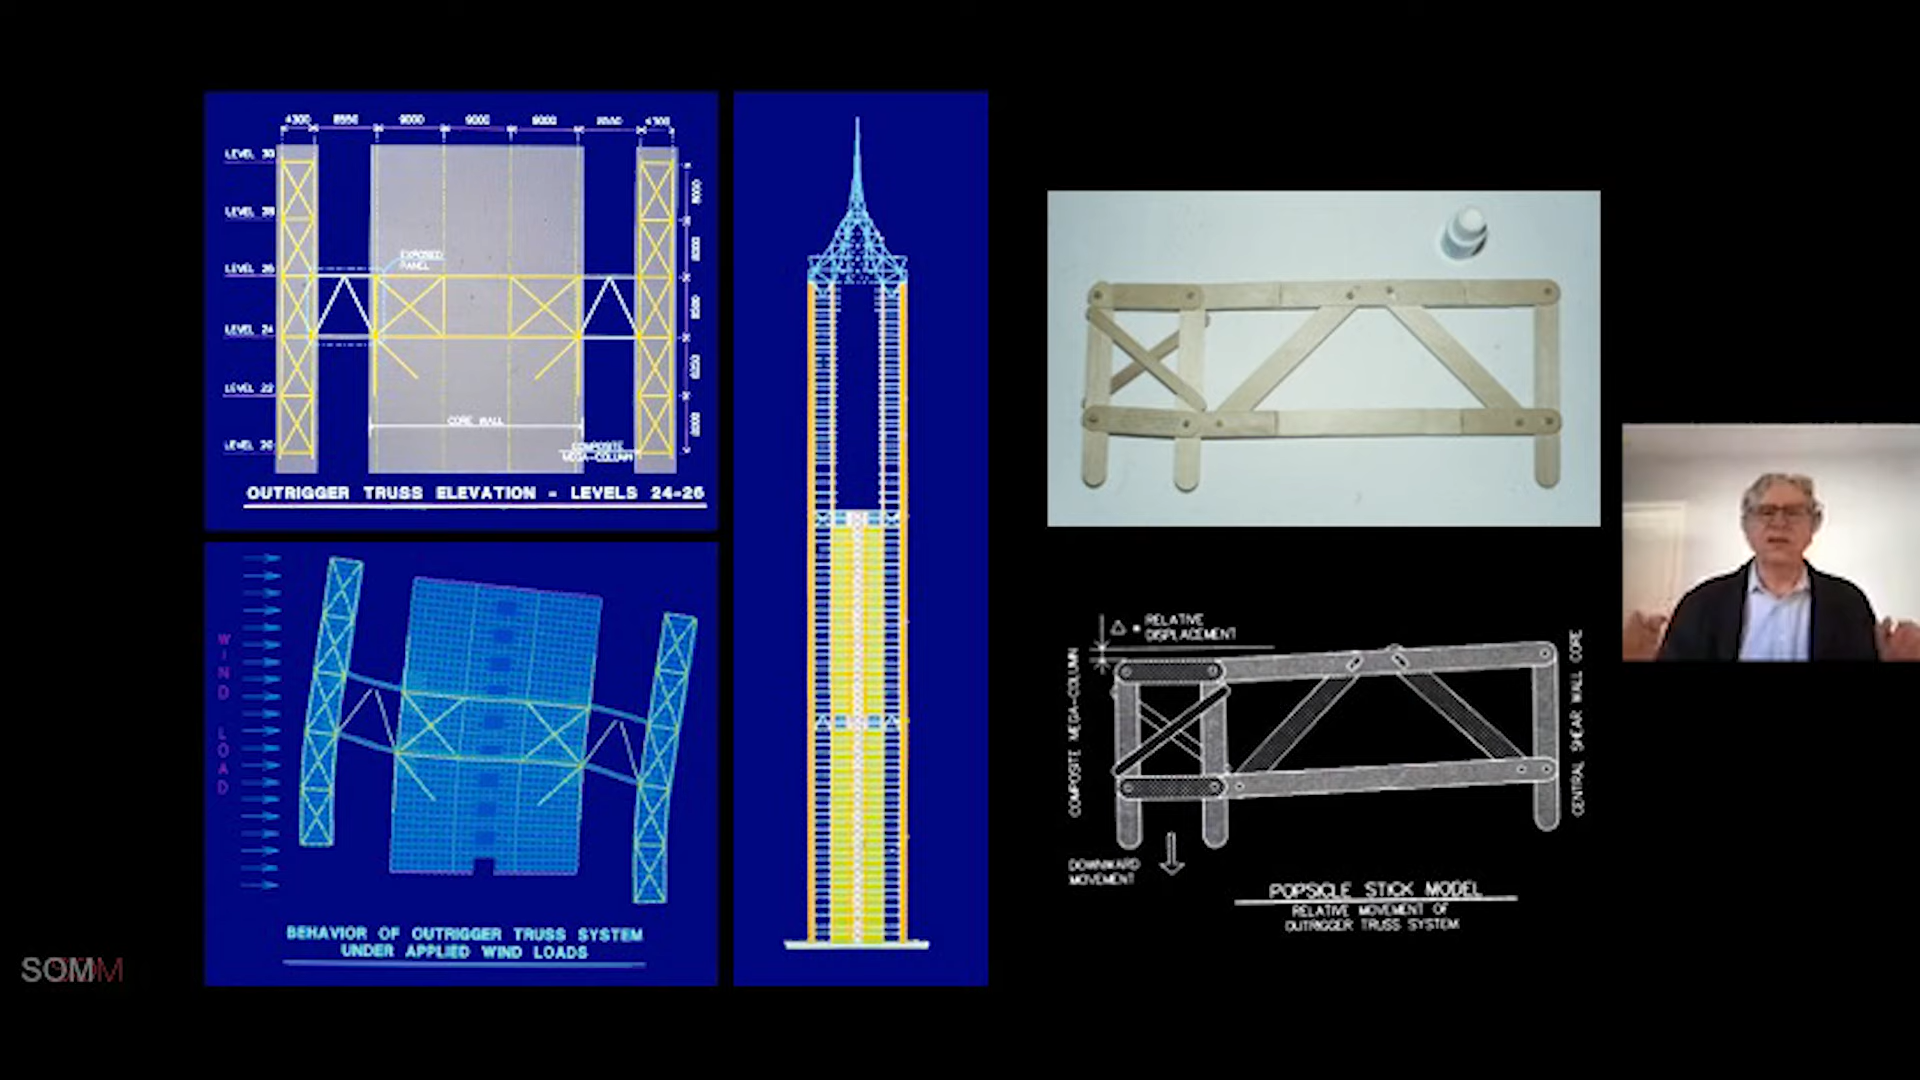 4300 8550 9000 9000 9000 8550 4300
LEVEL 30
LEVEL 28
LEVEL 26
LEVEL 24
LEVEL 22
LEVEL 20
EXPOSED
PANEL
CORE WALL
COMPOSITE
MEGA-COLUMN
OUTRIGGER TRUSS ELEVATION - LEVELS 24-26
WIND LOAD
BEHAVIOR OF OUTRIGGER TRUSS SYSTEM
UNDER APPLIED WIND LOADS
Δ = RELATIVE
DISPLACEMENT
COMPOSITE MEGA-COLUMN
CENTRAL SHEAR WALL CORE
DOWNWARD
MOVEMENT
POPSICLE STICK MODEL
RELATIVE MOVEMENT OF
OUTRIGGER TRUSS SYSTEM
SOM